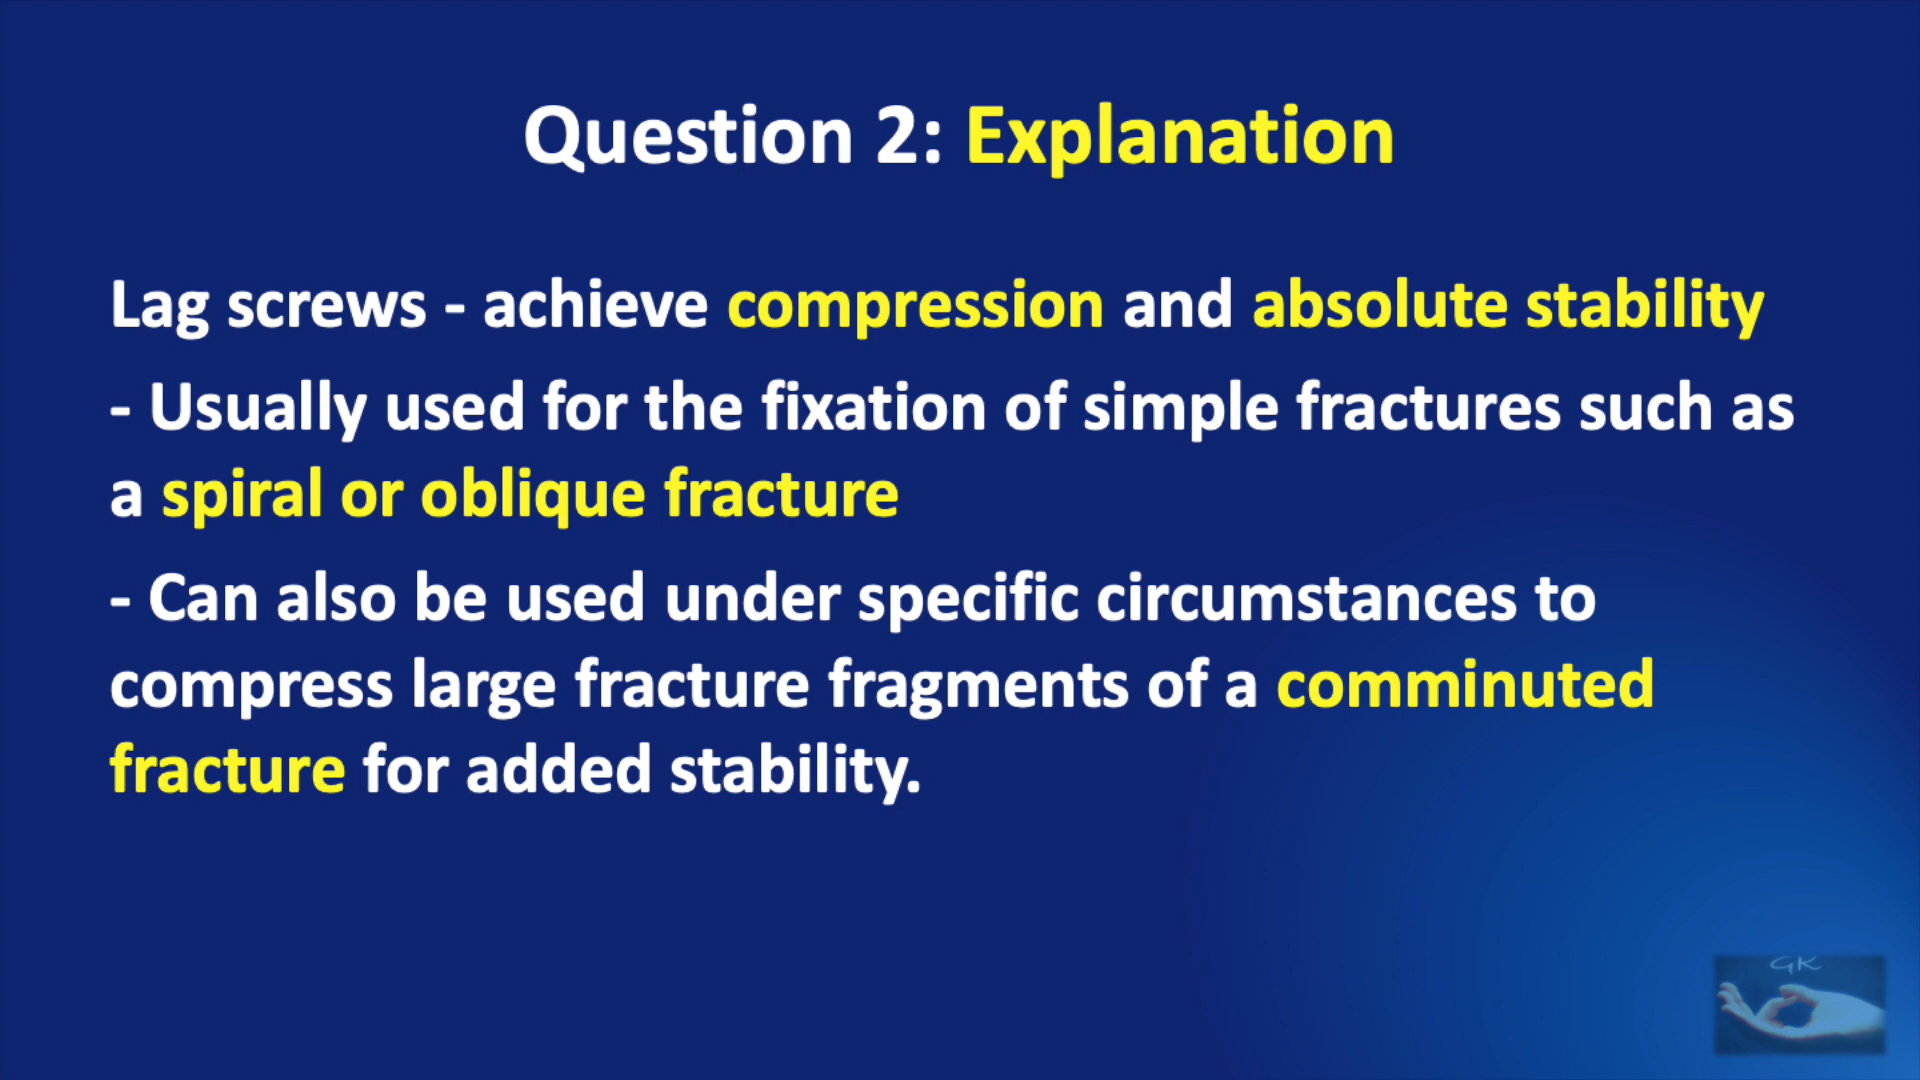 Question 2: Explanation
Lag screws - achieve compression and absolute stability
- Usually used for the fixation of simple fractures such as
a spiral or oblique fracture
- Can also be used under specific circumstances to
compress large fracture fragments of a comminuted
fracture for added stability.
GK